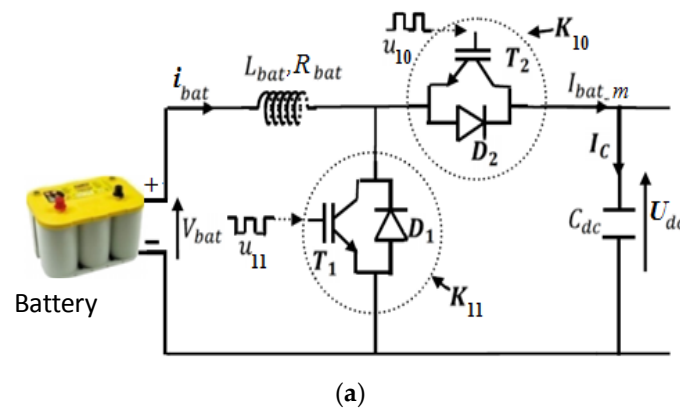 u10
T2
K10
ibat
Lbat, Rbat
Ibat_m
D2
IC
+
Vbat
u11
T1
D1
Cdc
Udc
-
K11
Battery
(a)